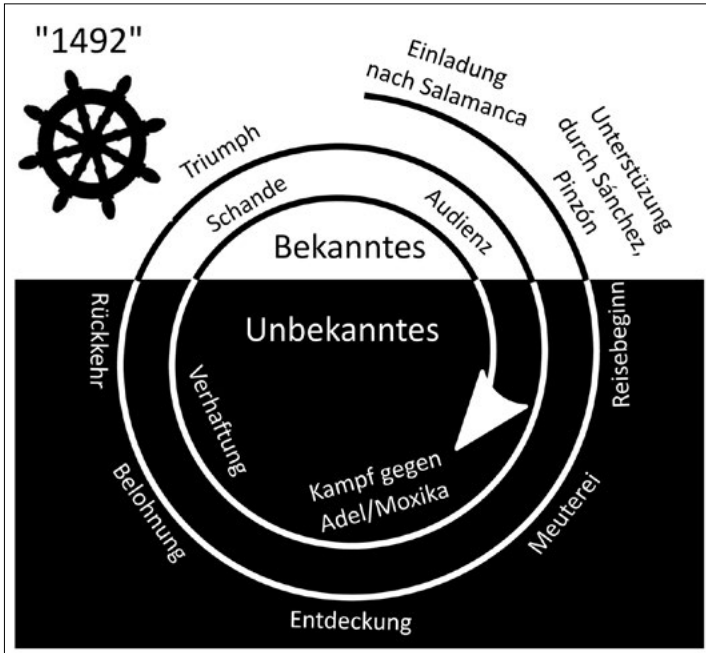 "1492"
Einladung
nach Salamanca
Unterstüzung
durch Sánchez,
Pinzón
Triumph
Schande
Audienz
Bekanntes
Unbekanntes
Reisebeginn
Rückkehr
Verhaftung
Kampf gegen
Adel/Moxika
Meuterei
Belohnung
Entdeckung